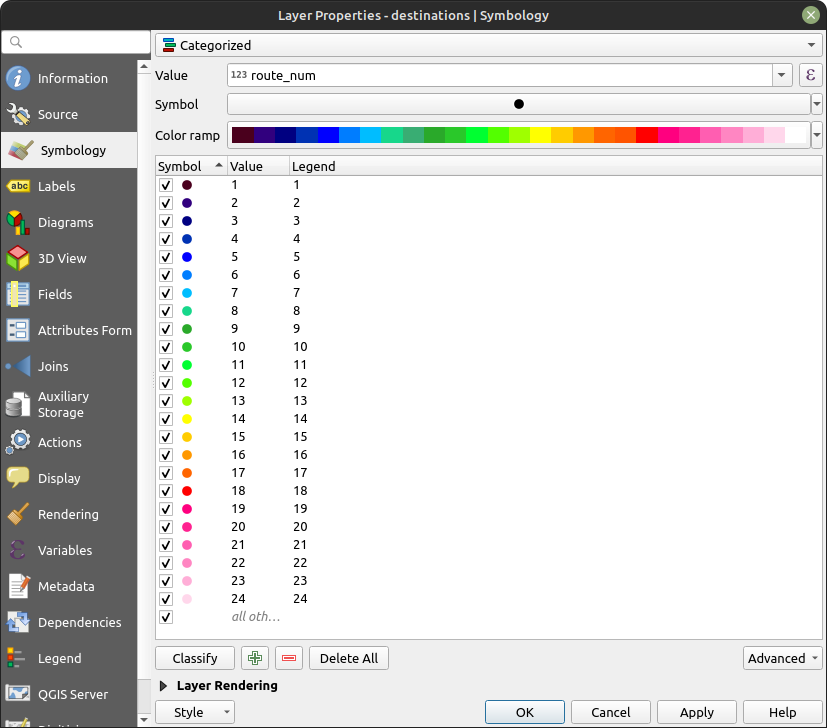 Layer Properties - destinations | Symbology
Information
Source
Symbology
Labels
Diagrams
3D View
Fields
Attributes Form
Joins
Auxiliary
Storage
Actions
Display
Rendering
Variables
Metadata
Dependencies
Legend
QGIS Server
Categorized
Value 123 route_num ε
Symbol
Color ramp
Symbol Value Legend
1 1
2 2
3 3
4 4
5 5
6 6
7 7
8 8
9 9
10 10
11 11
12 12
13 13
14 14
15 15
16 16
17 17
18 18
19 19
20 20
21 21
22 22
23 23
24 24
all oth...
Classify Delete All Advanced
Layer Rendering
Style OK Cancel Apply Help